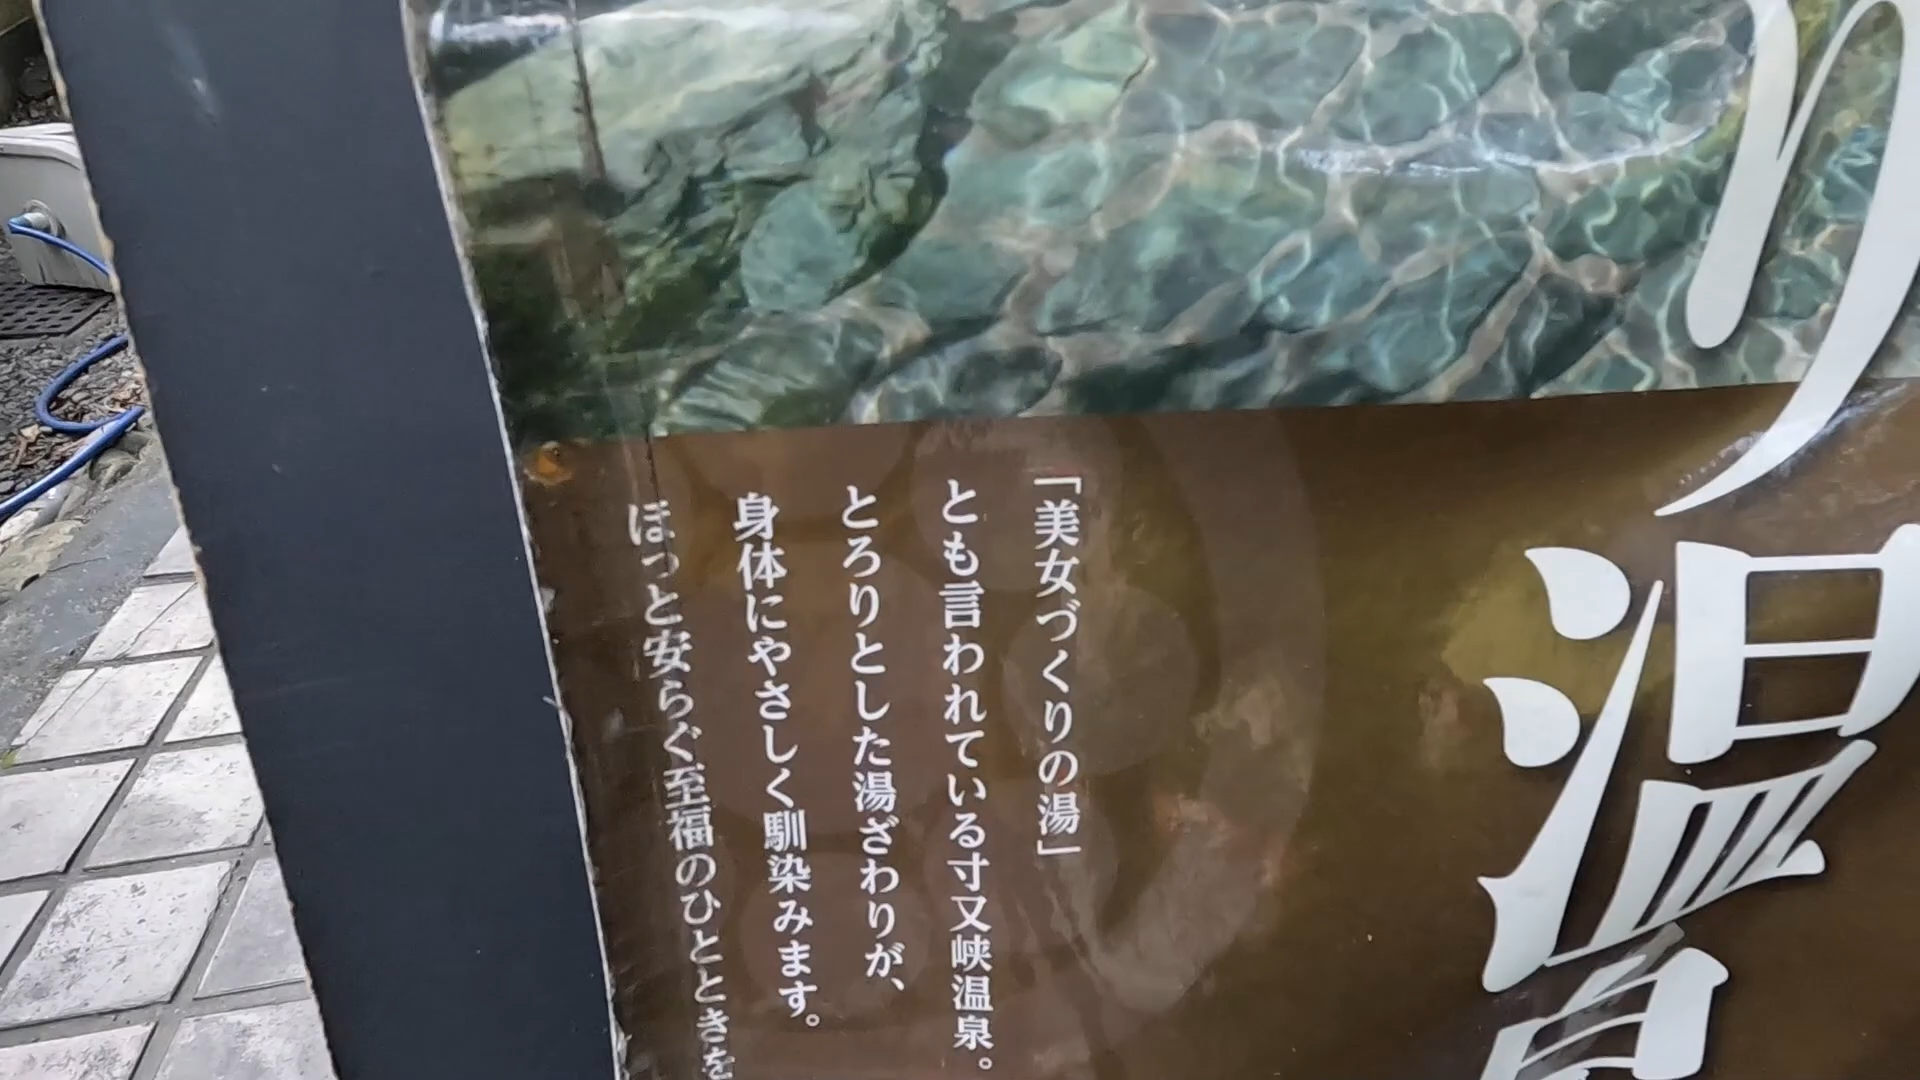 り温泉
「美女づくりの湯」
とも言われている寸又峡温泉。
とろりとした湯ざわりが、
身体にやさしく馴染みます。
ほっと安らぐ至福のひとときを